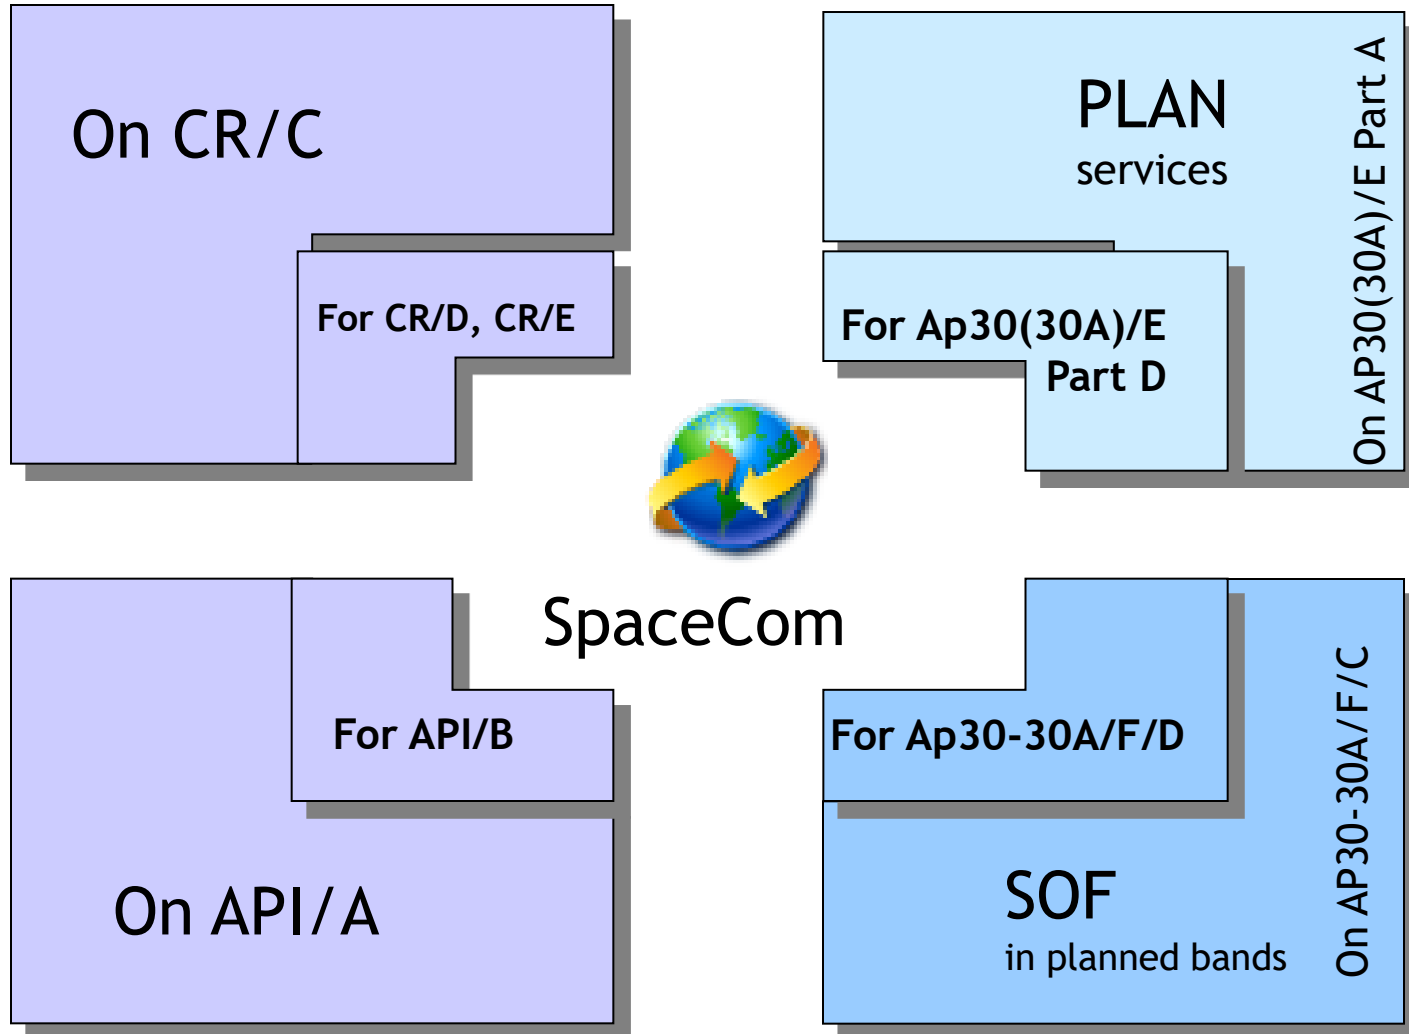 On CR/C
For CR/D, CR/E
PLAN
services
On AP30(30A)/E Part A
For Ap30(30A)/E
Part D
SpaceCom
For API/B
On API/A
For Ap30-30A/F/D
SOF
in planned bands
On AP30-30A/F/C